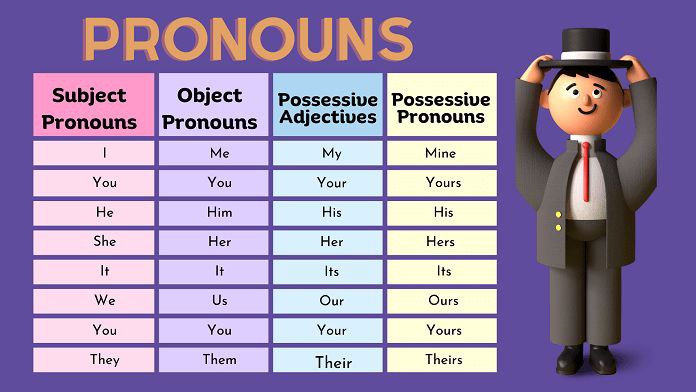 PRONOUNS
Subject Pronouns Object Pronouns Possessive Adjectives Possessive Pronouns
I Me My Mine
You You Your Yours
He Him His His
She Her Her Hers
It It Its Its
We Us Our Ours
You You Your Yours
They Them Their Theirs